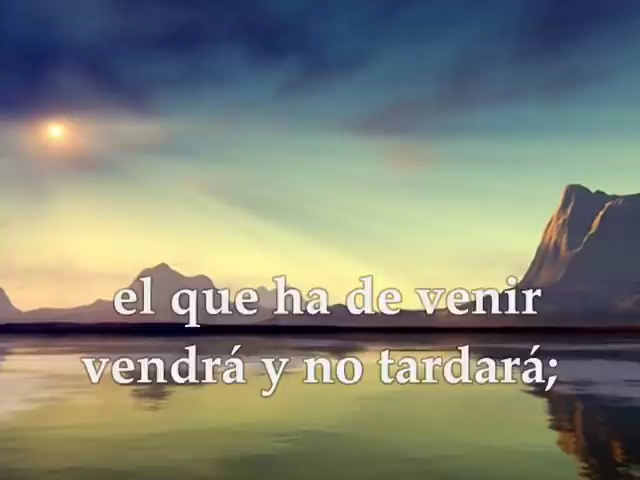 el que ha de venir
vendrá y no tardará;